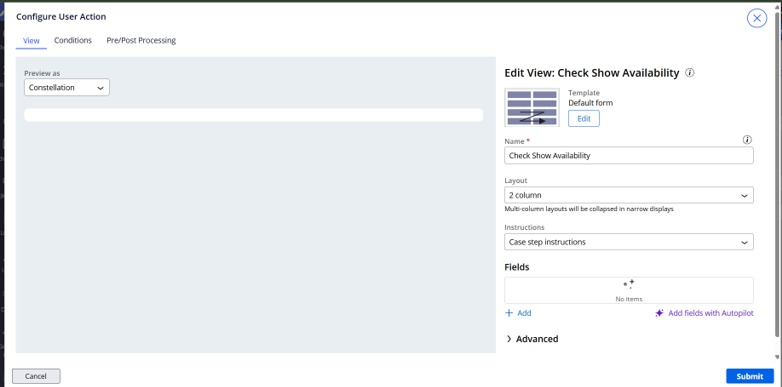 Configure User Action
View Conditions Pre/Post Processing
Preview as
Constellation
Edit View: Check Show Availability
Template
Default form
Edit
Name *
Check Show Availability
Layout
2 column
Multi-column layouts will be collapsed in narrow displays
Instructions
Case step instructions
Fields
No items
+ Add Add fields with Autopilot
Advanced
Cancel Submit